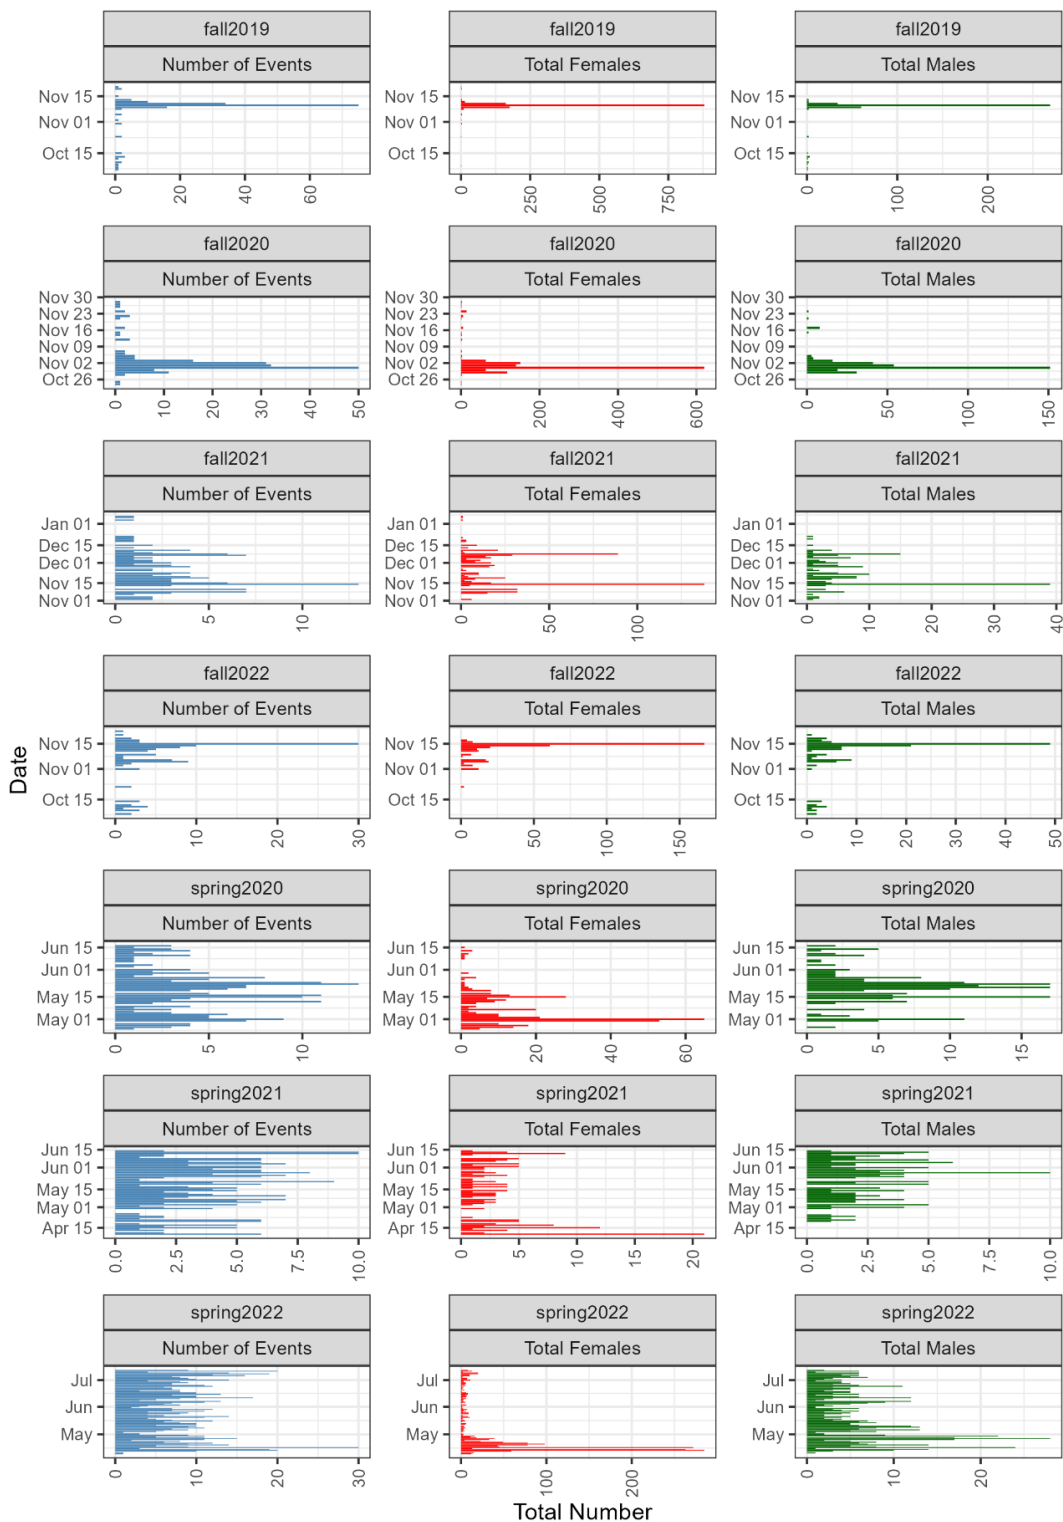 fall2019 fall2019 fall2019
Number of Events Total Females Total Males
Nov 15 Nov 15 Nov 15
Nov 01 Nov 01 Nov 01
Oct 15 Oct 15 Oct 15
0 20 40 60 0 250 500 750 0 100 200
fall2020 fall2020 fall2020
Number of Events Total Females Total Males
Nov 30 Nov 30 Nov 30
Nov 23 Nov 23 Nov 23
Nov 16 Nov 16 Nov 16
Nov 09 Nov 09 Nov 09
Nov 02 Nov 02 Nov 02
Oct 26 Oct 26 Oct 26
0 10 20 30 40 50 0 200 400 600 0 50 100 150
fall2021 fall2021 fall2021
Number of Events Total Females Total Males
Jan 01 Jan 01 Jan 01
Dec 15 Dec 15 Dec 15
Dec 01 Dec 01 Dec 01
Nov 15 Nov 15 Nov 15
Nov 01 Nov 01 Nov 01
0 5 10 0 50 100 0 10 20 30 40
fall2022 fall2022 fall2022
Number of Events Total Females Total Males
Nov 15 Nov 15 Nov 15
Nov 01 Nov 01 Nov 01
Oct 15 Oct 15 Oct 15
0 10 20 30 0 50 100 150 0 10 20 30 40 50
Date
spring2020 spring2020 spring2020
Number of Events Total Females Total Males
Jun 15 Jun 15 Jun 15
Jun 01 Jun 01 Jun 01
May 15 May 15 May 15
May 01 May 01 May 01
0 5 10 0 20 40 60 0 5 10 15
spring2021 spring2021 spring2021
Number of Events Total Females Total Males
Jun 15 Jun 15 Jun 15
Jun 01 Jun 01 Jun 01
May 15 May 15 May 15
May 01 May 01 May 01
Apr 15 Apr 15 Apr 15
0.0 2.5 5.0 7.5 10.0 0 5 10 15 20 0.0 2.5 5.0 7.5 10.0
spring2022 spring2022 spring2022
Number of Events Total Females Total Males
Jul Jul Jul
Jun Jun Jun
May May May
0 10 20 30 0 100 200 0 10 20
Total Number